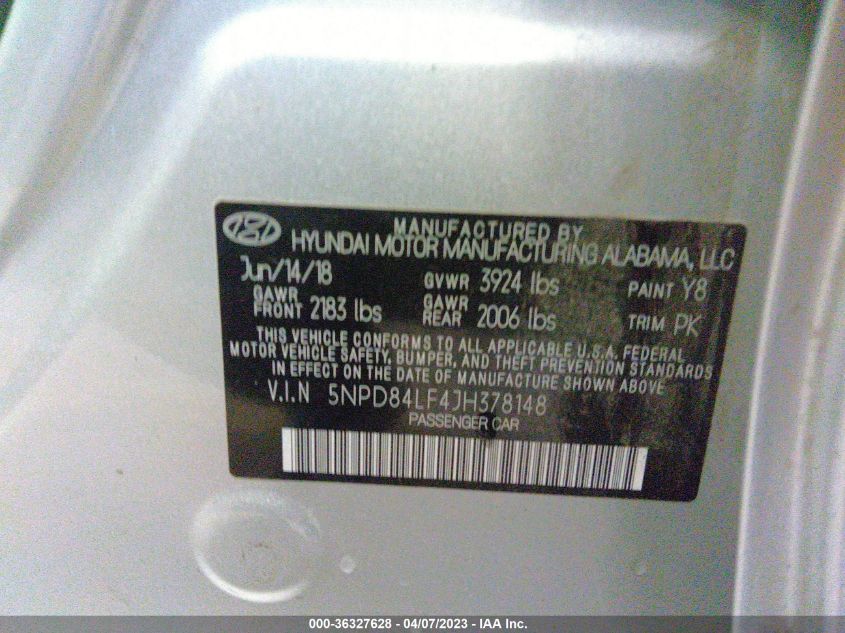 MANUFACTURED BY
HYUNDAI MOTOR MANUFACTURING ALABAMA, LLC
Jun/14/18 GVWR 3924 lbs PAINT Y8
GAWR FRONT 2183 lbs GAWR REAR 2006 lbs TRIM PK
THIS VEHICLE CONFORMS TO ALL APPLICABLE U.S.A. FEDERAL
MOTOR VEHICLE SAFETY, BUMPER, AND THEFT PREVENTION STANDARDS
IN EFFECT ON THE DATE OF MANUFACTURE SHOWN ABOVE
V.I.N 5NPD84LF4JH378148
PASSENGER CAR
000-36327628 - 04/07/2023 - IAA Inc.